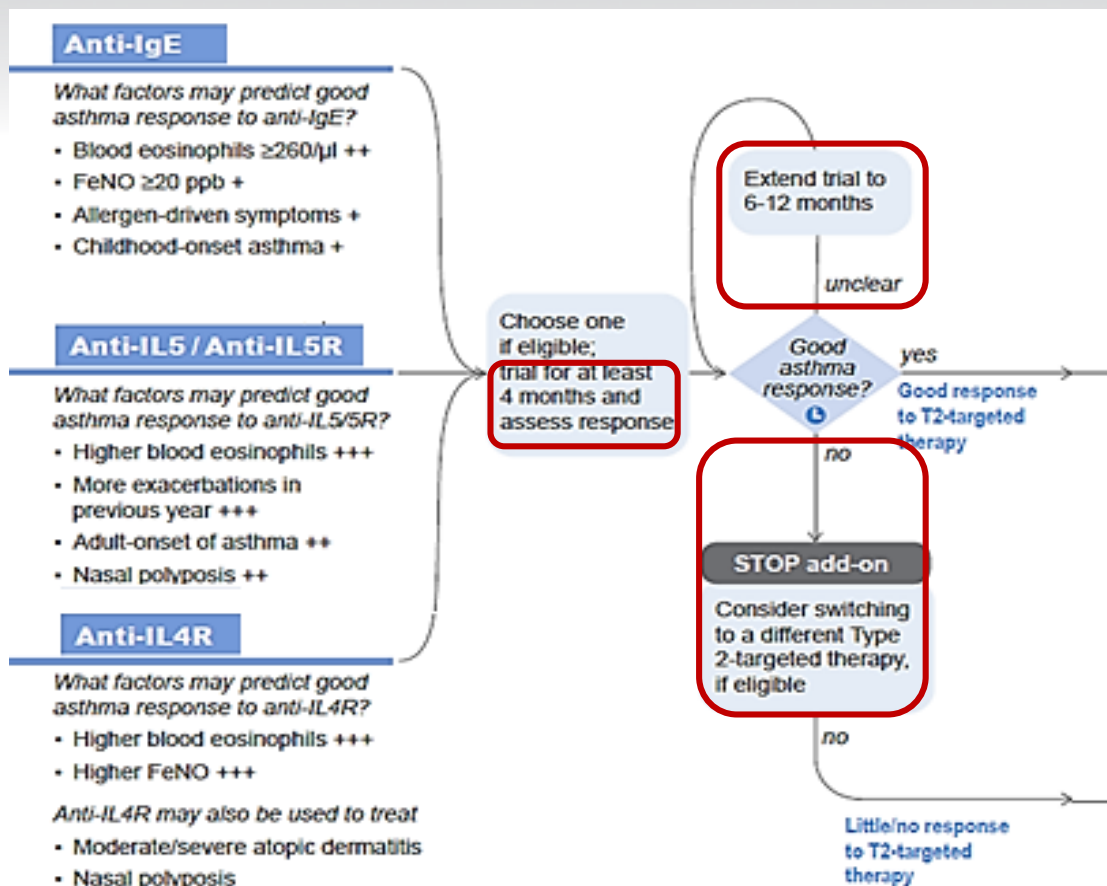 Anti-IgE
What factors may predict good
asthma response to anti-IgE?
• Blood eosinophils ≥260/µl ++
• FeNO ≥20 ppb +
• Allergen-driven symptoms +
• Childhood-onset asthma +
Anti-IL5 / Anti-IL5R
What factors may predict good
asthma response to anti-IL5/5R?
• Higher blood eosinophils +++
• More exacerbations in
previous year +++
• Adult-onset of asthma ++
• Nasal polyposis ++
Anti-IL4R
What factors may predict good
asthma response to anti-IL4R?
• Higher blood eosinophils +++
• Higher FeNO +++
Anti-IL4R may also be used to treat
• Moderate/severe atopic dermatitis
• Nasal polyposis
Choose one
if eligible;
trial for at least
4 months and
assess response
Extend trial to
6-12 months
unclear
Good
asthma
response?
yes
Good response
to T2-targeted
therapy
no
STOP add-on
Consider switching
to a different Type
2-targeted therapy,
if eligible
no
Little/no response
to T2-targeted
therapy